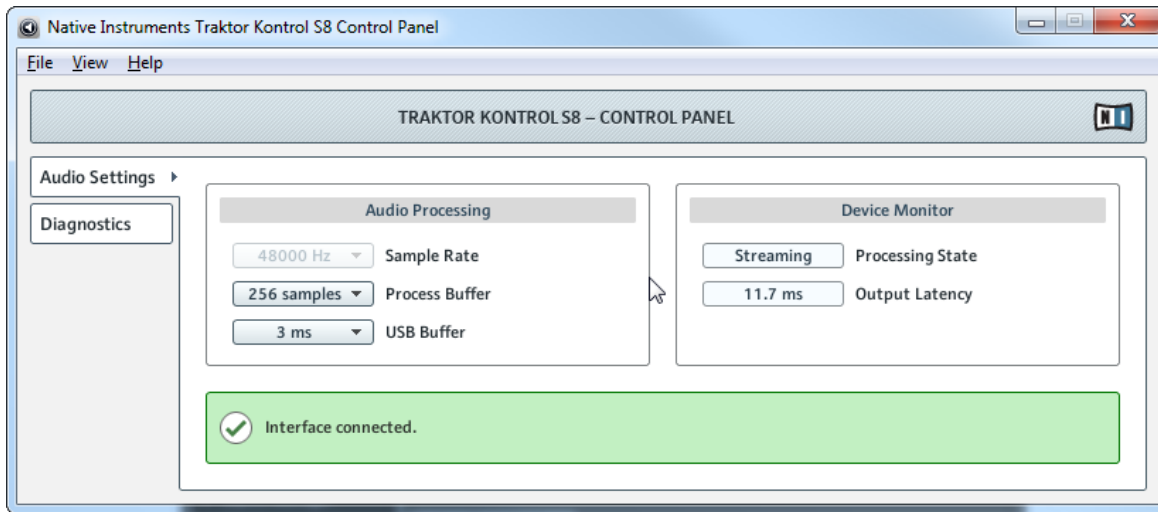 Native Instruments Traktor Kontrol S8 Control Panel
File View Help
TRAKTOR KONTROL S8 – CONTROL PANEL
NI
Audio Settings
Diagnostics
Audio Processing
48000 Hz Sample Rate
256 samples Process Buffer
3 ms USB Buffer
Device Monitor
Streaming Processing State
11.7 ms Output Latency
Interface connected.